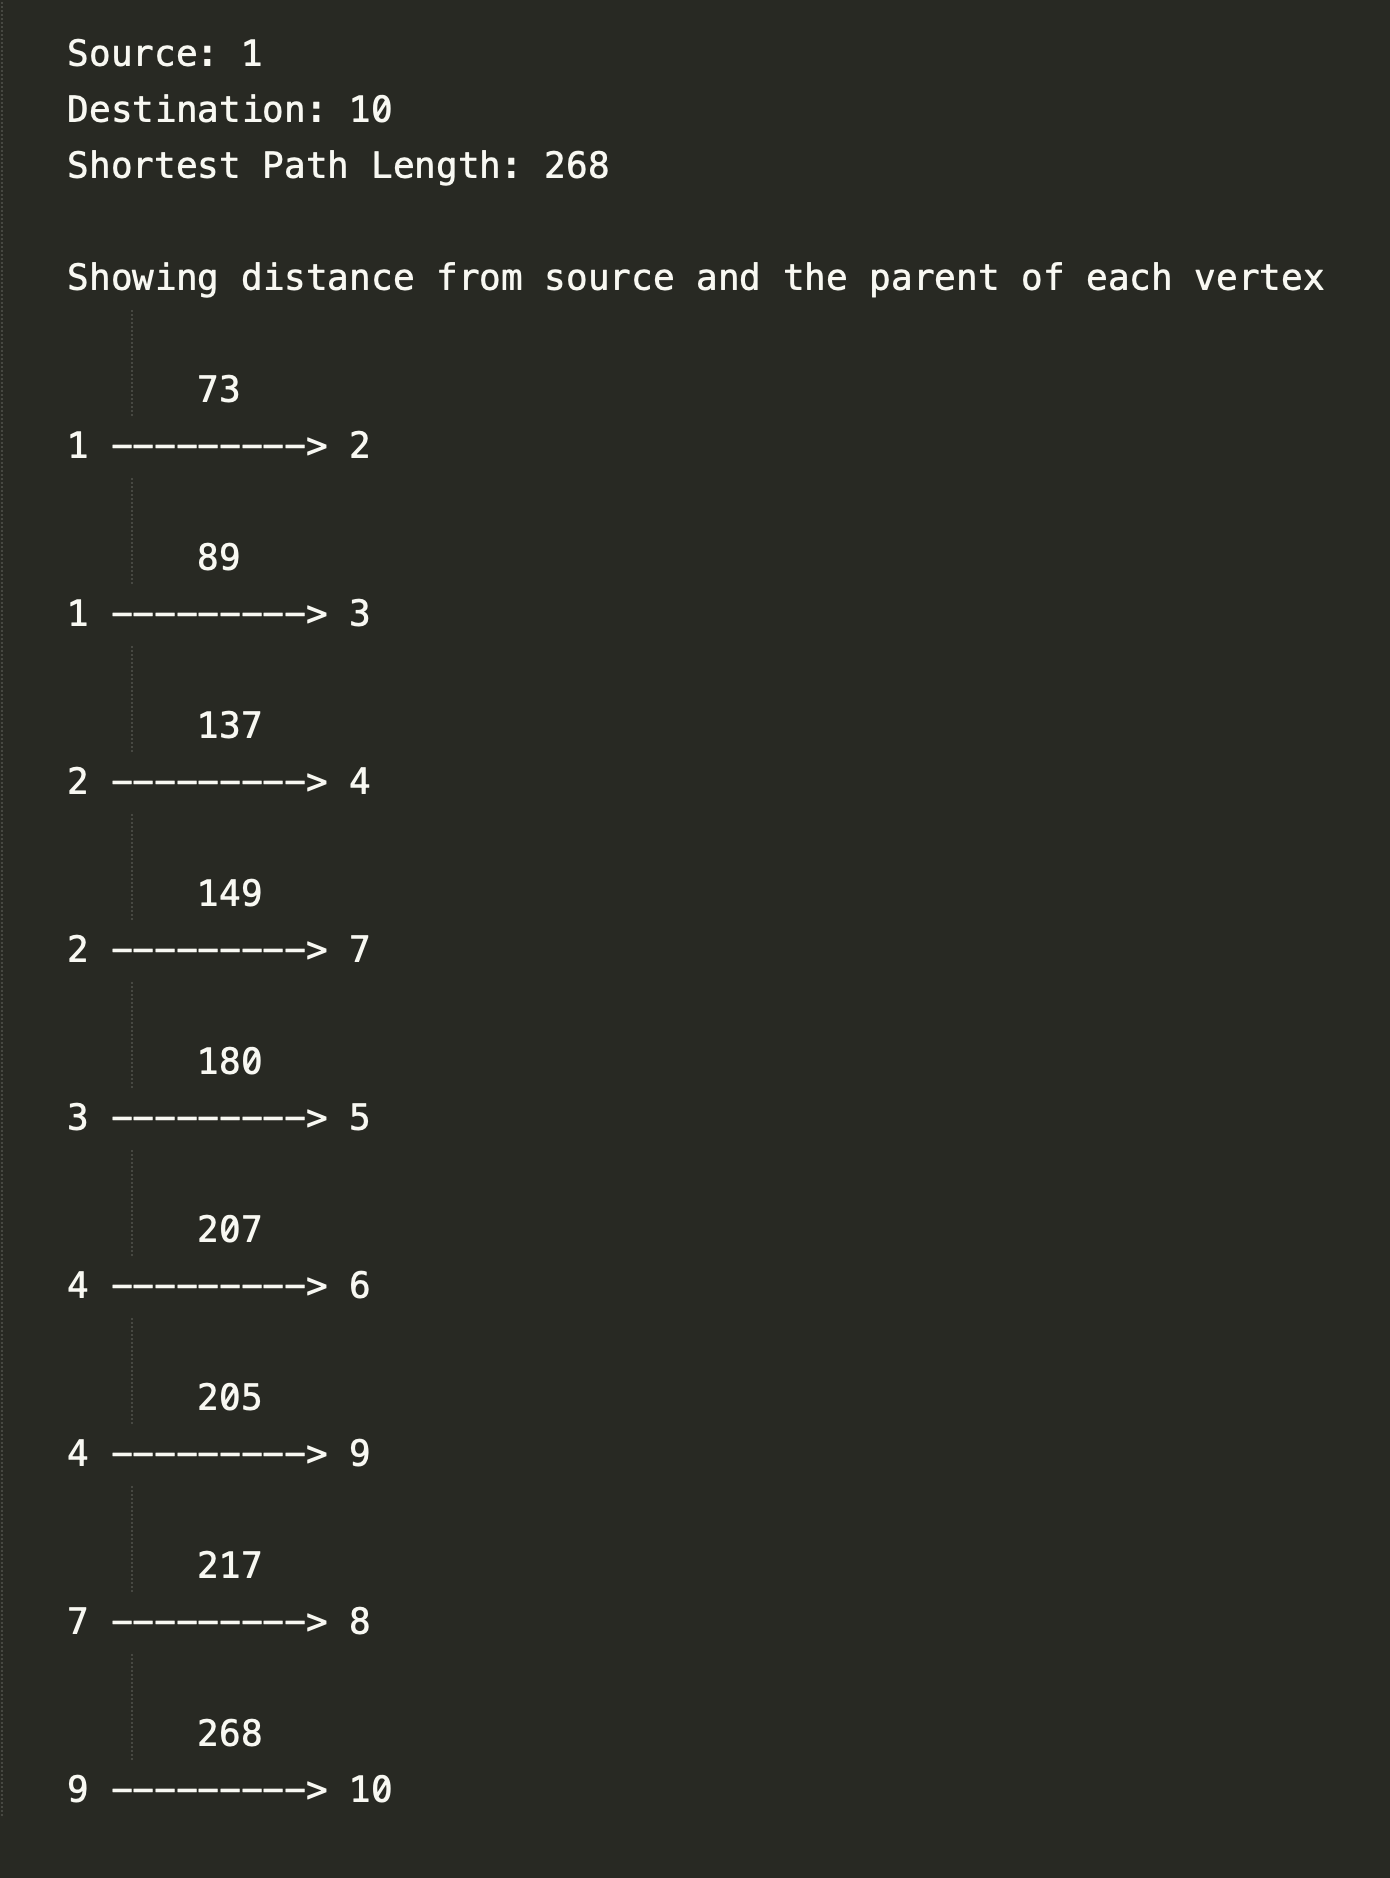 Source: 1
Destination: 10
Shortest Path Length: 268
Showing distance from source and the parent of each vertex
73
1 ---------> 2
89
1 ---------> 3
137
2 ---------> 4
149
2 ---------> 7
180
3 ---------> 5
207
4 ---------> 6
205
4 ---------> 9
217
7 ---------> 8
268
9 ---------> 10